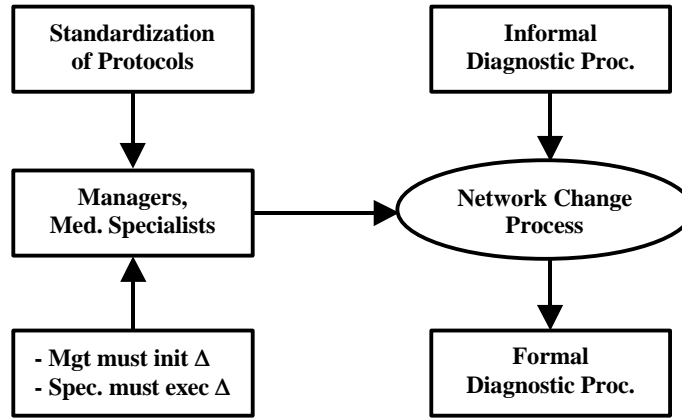 Standardization
of Protocols
Informal
Diagnostic Proc.
Managers,
Med. Specialists
Network Change
Process
- Mgt must init Δ
- Spec. must exec Δ
Formal
Diagnostic Proc.